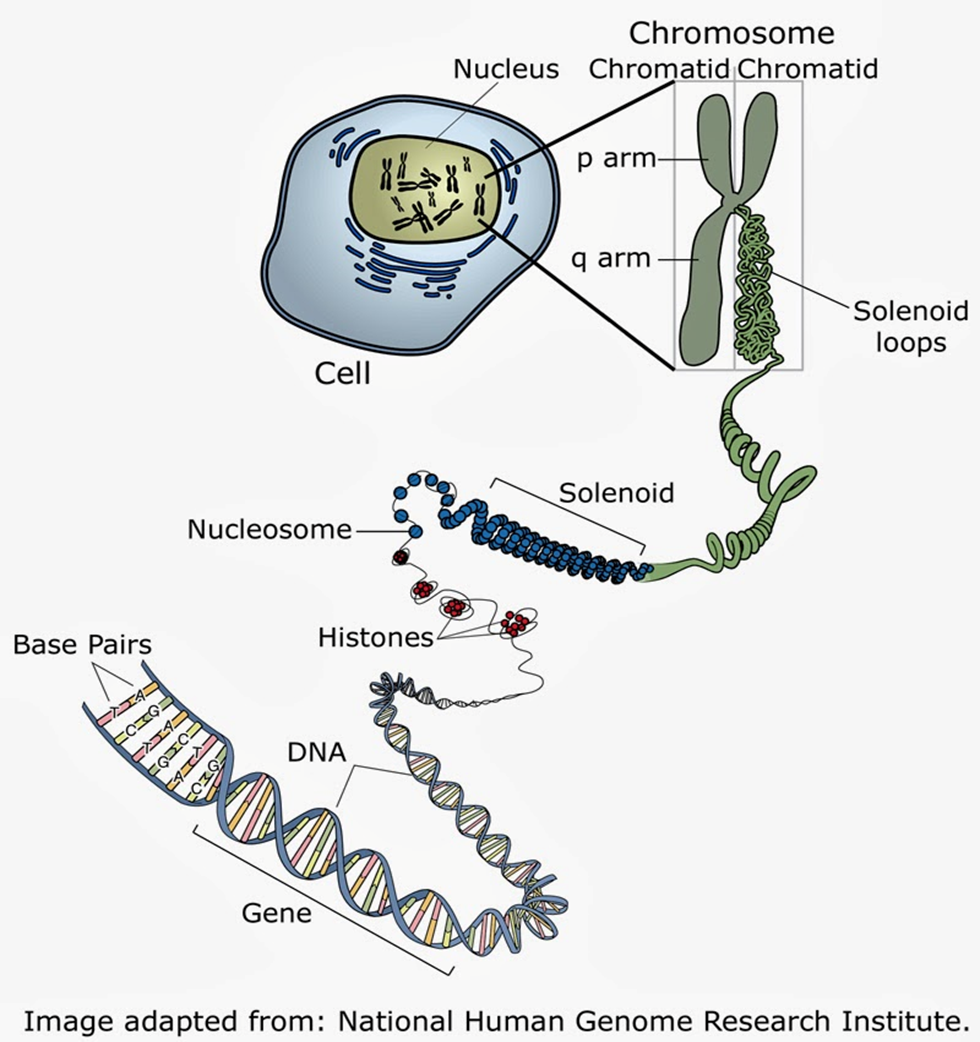 Chromosome
Nucleus
Chromatid Chromatid
p arm
q arm
Solenoid
loops
Cell
Solenoid
Nucleosome
Histones
Base Pairs
T A
C G
T A
G C
A T
C G
DNA
Gene
Image adapted from: National Human Genome Research Institute.